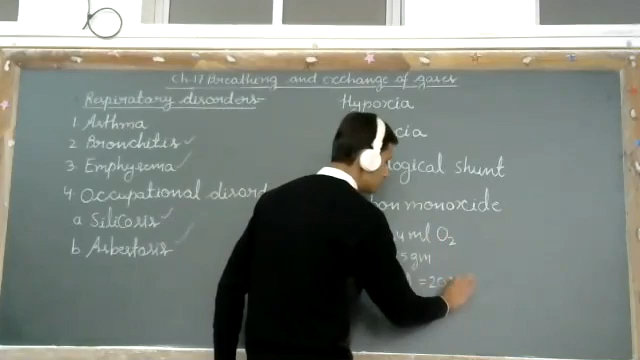 Ch.17 Breathing and exchange of gases
Respiratory disorders-
1. Asthma
2 Bronchitis ✓
3. Emphysema ✓
4. Occupational disord
a Silicosis ✓
b. Asbestosis ✓
Hypoxia
cia
logical shunt
bon monoxide
ml O2
gm
= 20